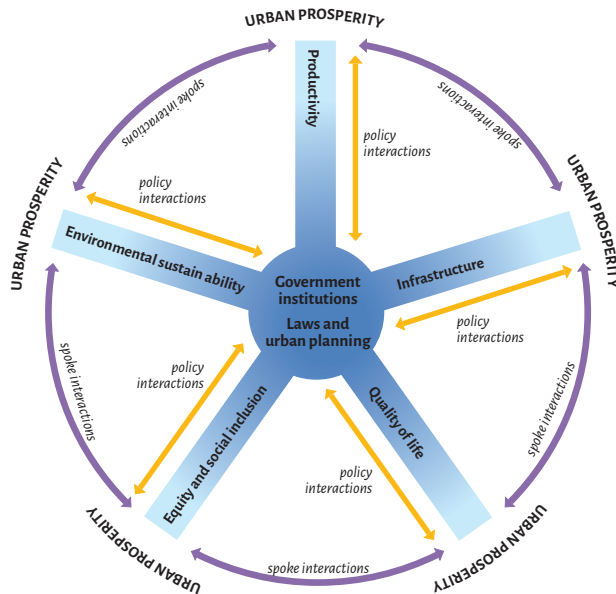 URBAN PROSPERITY
spoke interactions
Productivity
policy
interactions
spoke interactions
URBAN PROSPERITY
policy
interactions
URBAN PROSPERITY
Environmental sustain ability
Government
institutions
Laws and
urban planning
Infrastructure
policy
interactions
spoke interactions
policy
interactions
Equity and social inclusion
Quality of life
policy
interactions
spoke interactions
URBAN PROSPERITY
spoke interactions
URBAN PROSPERITY